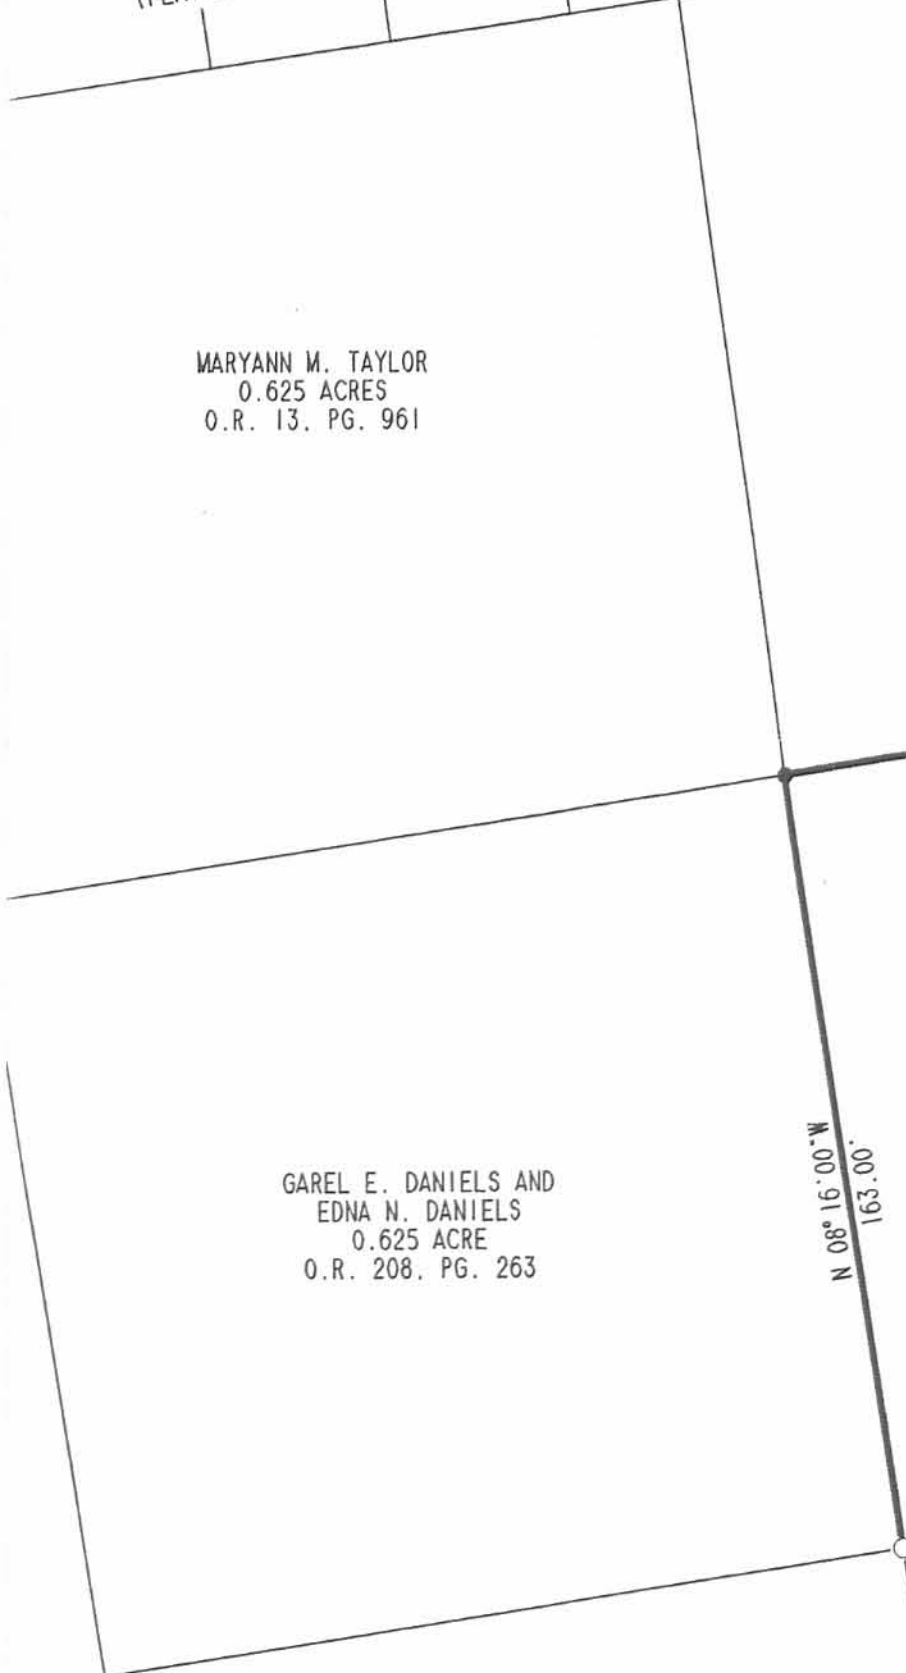 MARYANN M. TAYLOR
0.625 ACRES
O.R. 13, PG. 961
GAREL E. DANIELS AND
EDNA N. DANIELS
0.625 ACRE
O.R. 208, PG. 263
N 08° 16' 00" W
163.00'